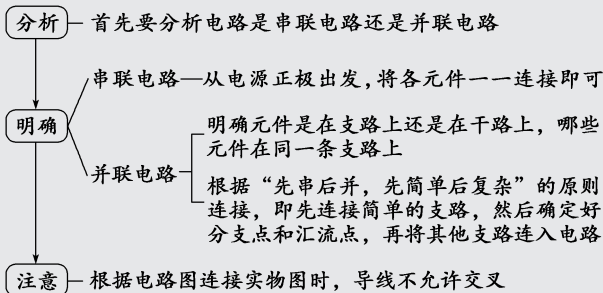 分析 首先要分析电路是串联电路还是并联电路
串联电路—从电源正极出发，将各元件一一连接即可
明确
明确元件是在支路上还是在干路上，哪些
元件在同一条支路上
并联电路
根据“先串后并，先简单后复杂”的原则
连接，即先连接简单的支路，然后确定好
分支点和汇流点，再将其他支路连入电路
注意 根据电路图连接实物图时，导线不允许交叉